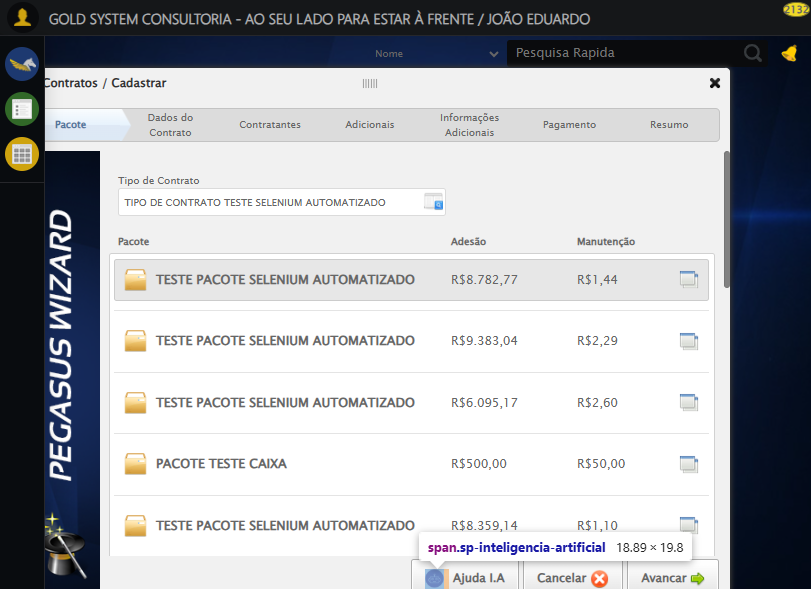 GOLD SYSTEM CONSULTORIA - AO SEU LADO PARA ESTAR À FRENTE / JOÃO EDUARDO
2132
Nome
Pesquisa Rapida
Contratos / Cadastrar
Pacote
Dados do
Contrato
Contratantes
Adicionais
Informações
Adicionais
Pagamento
Resumo
PEGASUS WIZARD
Tipo de Contrato
TIPO DE CONTRATO TESTE SELENIUM AUTOMATIZADO
Pacote Adesão Manutenção
TESTE PACOTE SELENIUM AUTOMATIZADO R$8.782,77 R$1,44
TESTE PACOTE SELENIUM AUTOMATIZADO R$9.383,04 R$2,29
TESTE PACOTE SELENIUM AUTOMATIZADO R$6.095,17 R$2,60
PACOTE TESTE CAIXA R$500,00 R$50,00
TESTE PACOTE SELENIUM AUTOMATIZADO R$8.359,14 R$1,10
span.sp-inteligencia-artificial 18.89 × 19.8
Ajuda I.A
Cancelar
Avancar